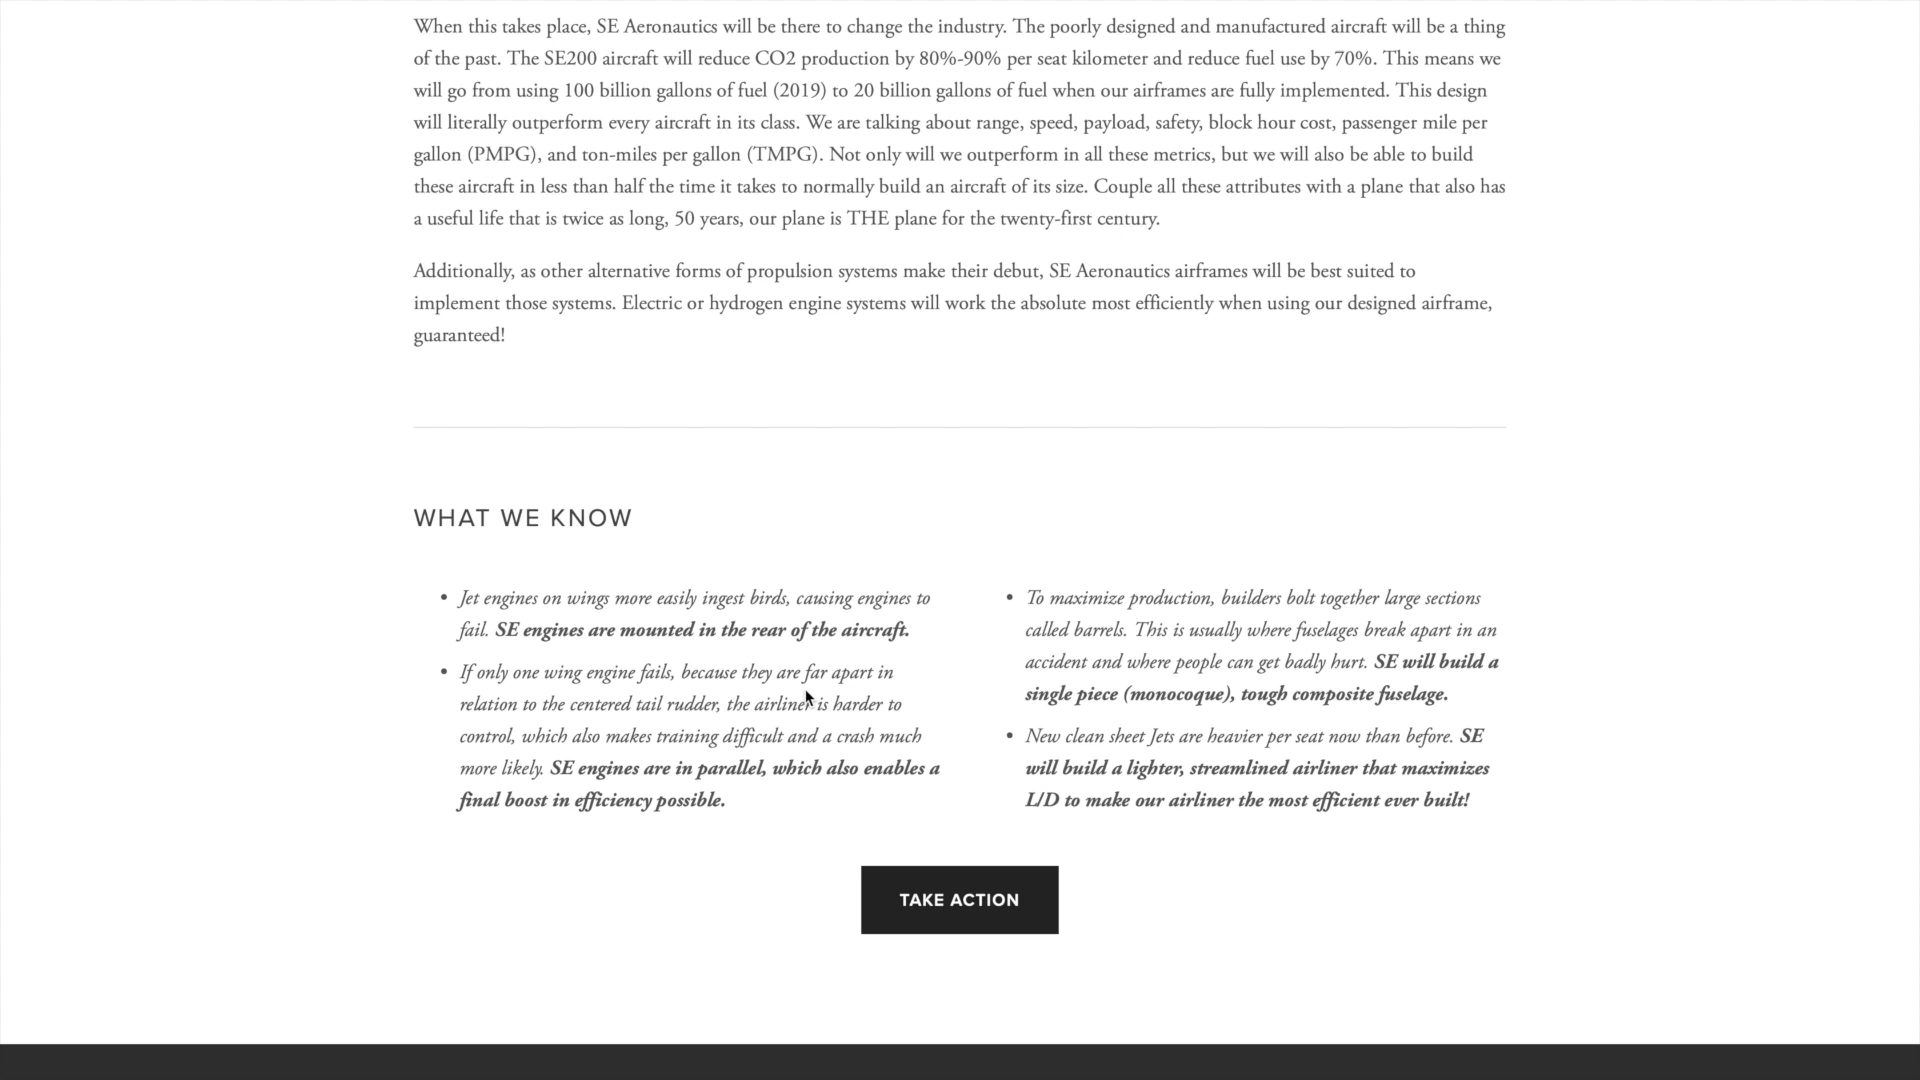 When this takes place, SE Aeronautics will be there to change the industry. The poorly designed and manufactured aircraft will be a thing
of the past. The SE200 aircraft will reduce CO2 production by 80%-90% per seat kilometer and reduce fuel use by 70%. This means we
will go from using 100 billion gallons of fuel (2019) to 20 billion gallons of fuel when our airframes are fully implemented. This design
will literally outperform every aircraft in its class. We are talking about range, speed, payload, safety, block hour cost, passenger mile per
gallon (PMPG), and ton-miles per gallon (TMPG). Not only will we outperform in all these metrics, but we will also be able to build
these aircraft in less than half the time it takes to normally build an aircraft of its size. Couple all these attributes with a plane that also has
a useful life that is twice as long, 50 years, our plane is THE plane for the twenty-first century.
Additionally, as other alternative forms of propulsion systems make their debut, SE Aeronautics airframes will be best suited to
implement those systems. Electric or hydrogen engine systems will work the absolute most efficiently when using our designed airframe,
guaranteed!
WHAT WE KNOW
• Jet engines on wings more easily ingest birds, causing engines to
fail. SE engines are mounted in the rear of the aircraft.
• If only one wing engine fails, because they are far apart in
relation to the centered tail rudder, the airliner is harder to
control, which also makes training difficult and a crash much
more likely. SE engines are in parallel, which also enables a
final boost in efficiency possible.
• To maximize production, builders bolt together large sections
called barrels. This is usually where fuselages break apart in an
accident and where people can get badly hurt. SE will build a
single piece (monocoque), tough composite fuselage.
• New clean sheet Jets are heavier per seat now than before. SE
will build a lighter, streamlined airliner that maximizes
L/D to make our airliner the most efficient ever built!
TAKE ACTION